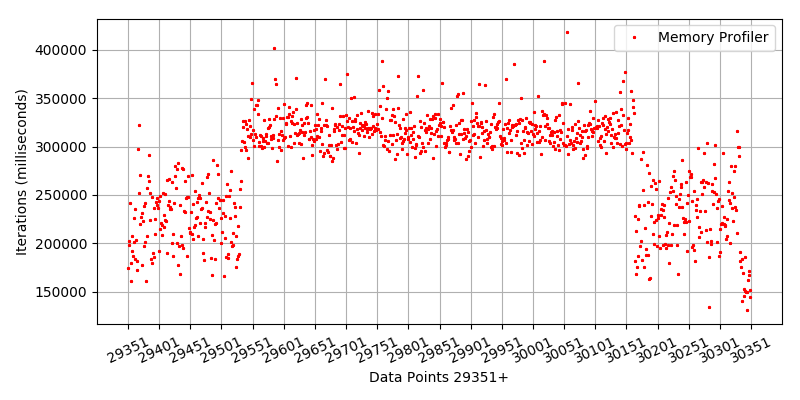 Memory Profiler
Iterations (milliseconds)
400000
350000
300000
250000
200000
150000
29351 29401 29451 29501 29551 29601 29651 29701 29751 29801 29851 29901 29951 30001 30051 30101 30151 30201 30251 30301 30351
Data Points 29351+